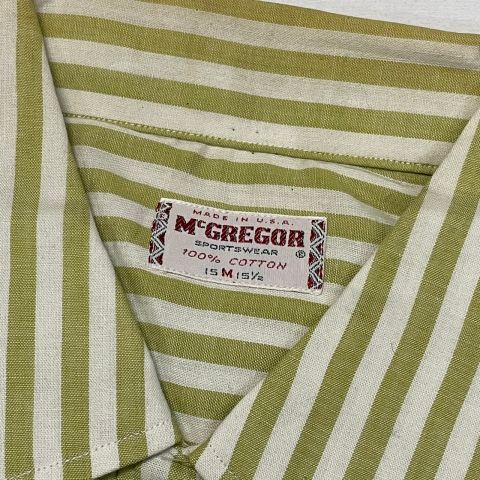 MADE IN U.S.A.
McGREGOR®
SPORTSWEAR
100% COTTON
15 M 15½